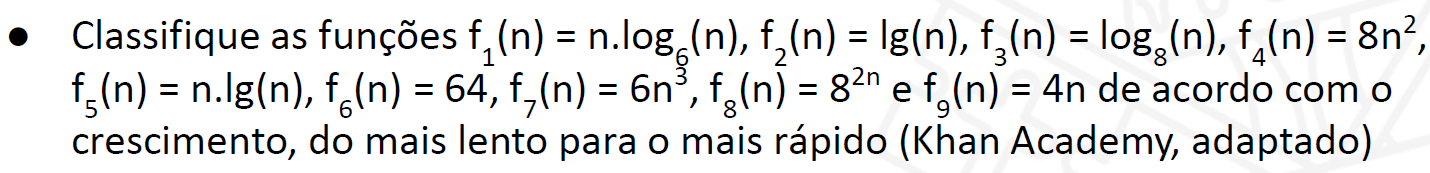 ● Classifique as funções f₁(n) = n.log₆(n), f₂(n) = lg(n), f₃(n) = log₈(n), f₄(n) = 8n²,
f₅(n) = n.lg(n), f₆(n) = 64, f₇(n) = 6n³, f₈(n) = 8²ⁿ e f₉(n) = 4n de acordo com o
crescimento, do mais lento para o mais rápido (Khan Academy, adaptado)